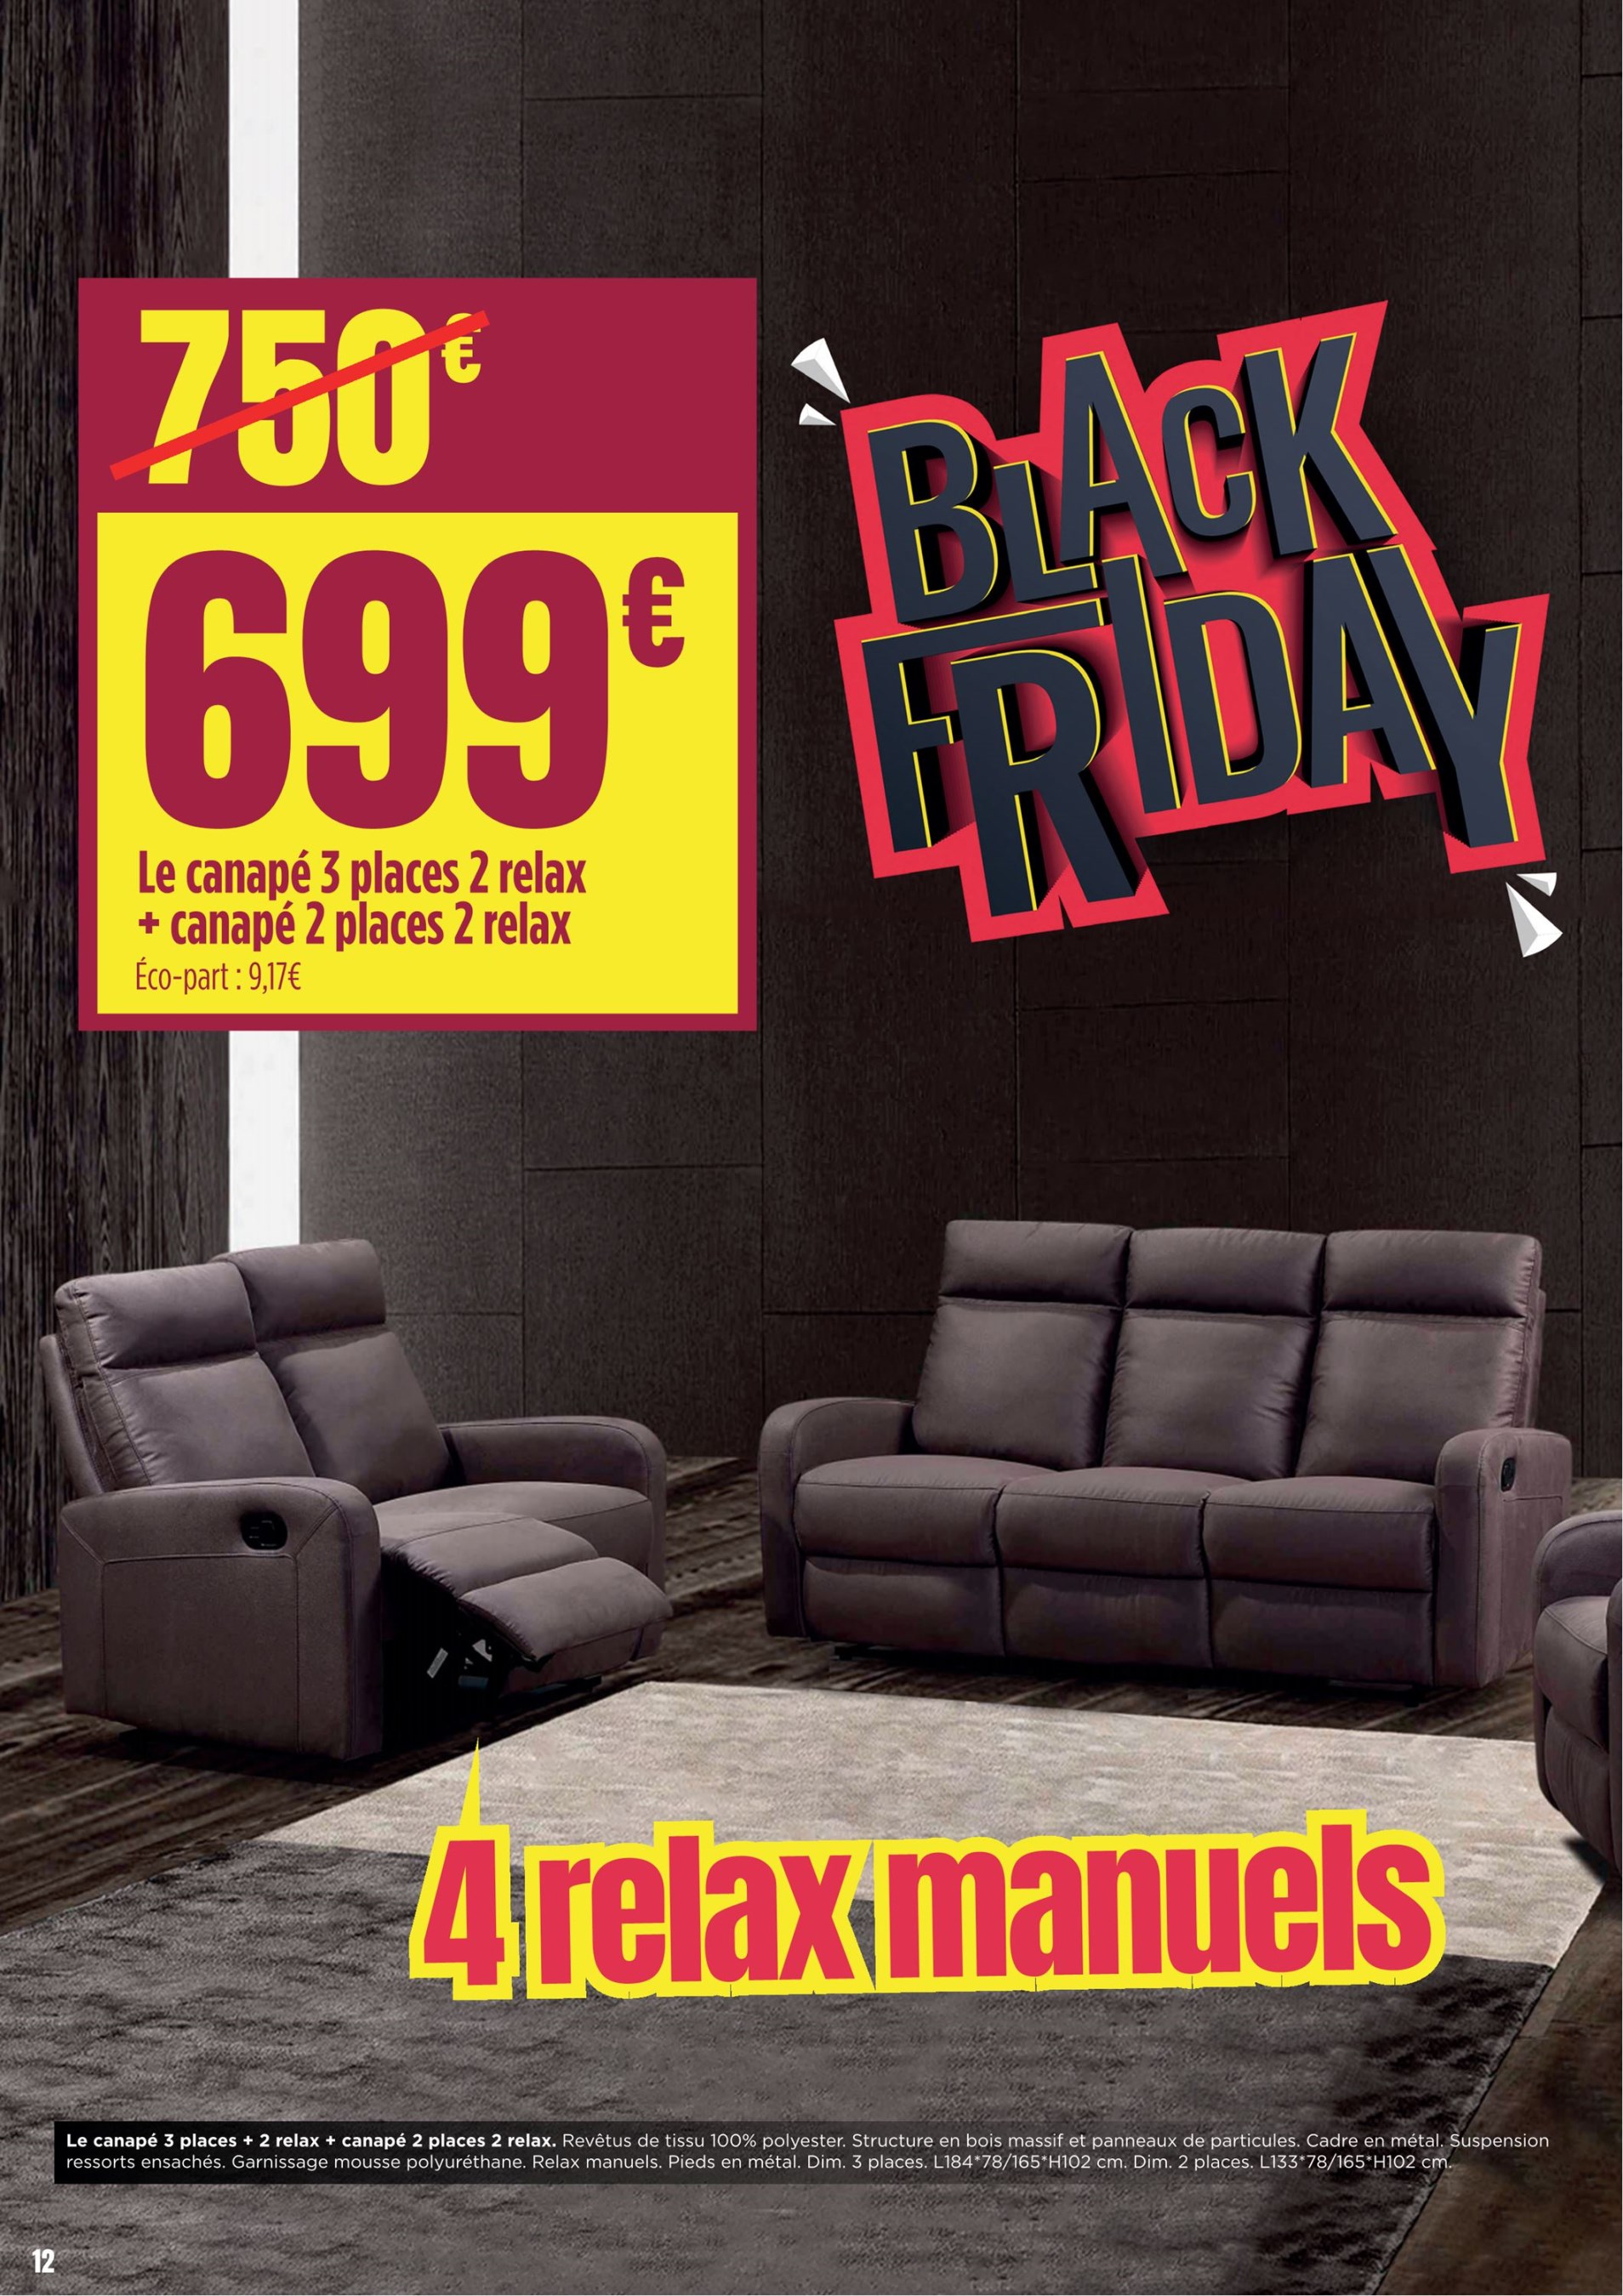 750€
699€
Le canapé 3 places 2 relax
+ canapé 2 places 2 relax
Éco-part : 9,17€
BLACK
FRIDAY
4 relax manuels
Le canapé 3 places + 2 relax + canapé 2 places 2 relax. Revêtus de tissu 100% polyester. Structure en bois massif et panneaux de particules. Cadre en métal. Suspension
ressorts ensachés. Garnissage mousse polyuréthane. Relax manuels. Pieds en métal. Dim. 3 places. L184*78/165*H102 cm. Dim. 2 places. L133*78/165*H102 cm.
12